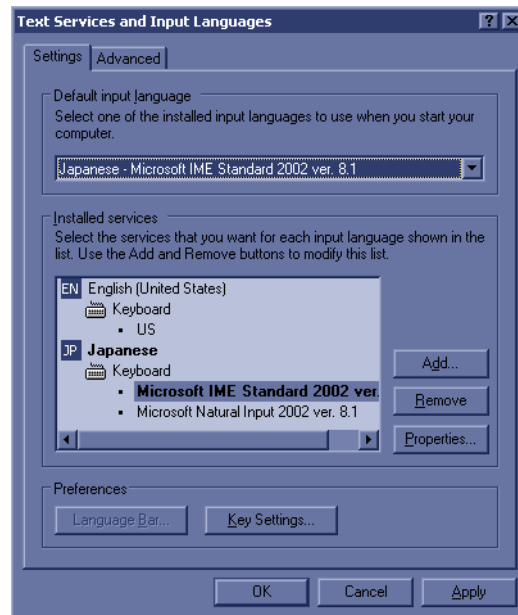 Text Services and Input Languages
Settings
Advanced
Default input language
Select one of the installed input languages to use when you start your
computer.
Japanese - Microsoft IME Standard 2002 ver. 8.1
Installed services
Select the services that you want for each input language shown in the
list. Use the Add and Remove buttons to modify this list.
EN English (United States)
Keyboard
• US
JP Japanese
Keyboard
• Microsoft IME Standard 2002 ver.
• Microsoft Natural Input 2002 ver. 8.1
Add...
Remove
Properties...
Preferences
Language Bar...
Key Settings...
OK
Cancel
Apply